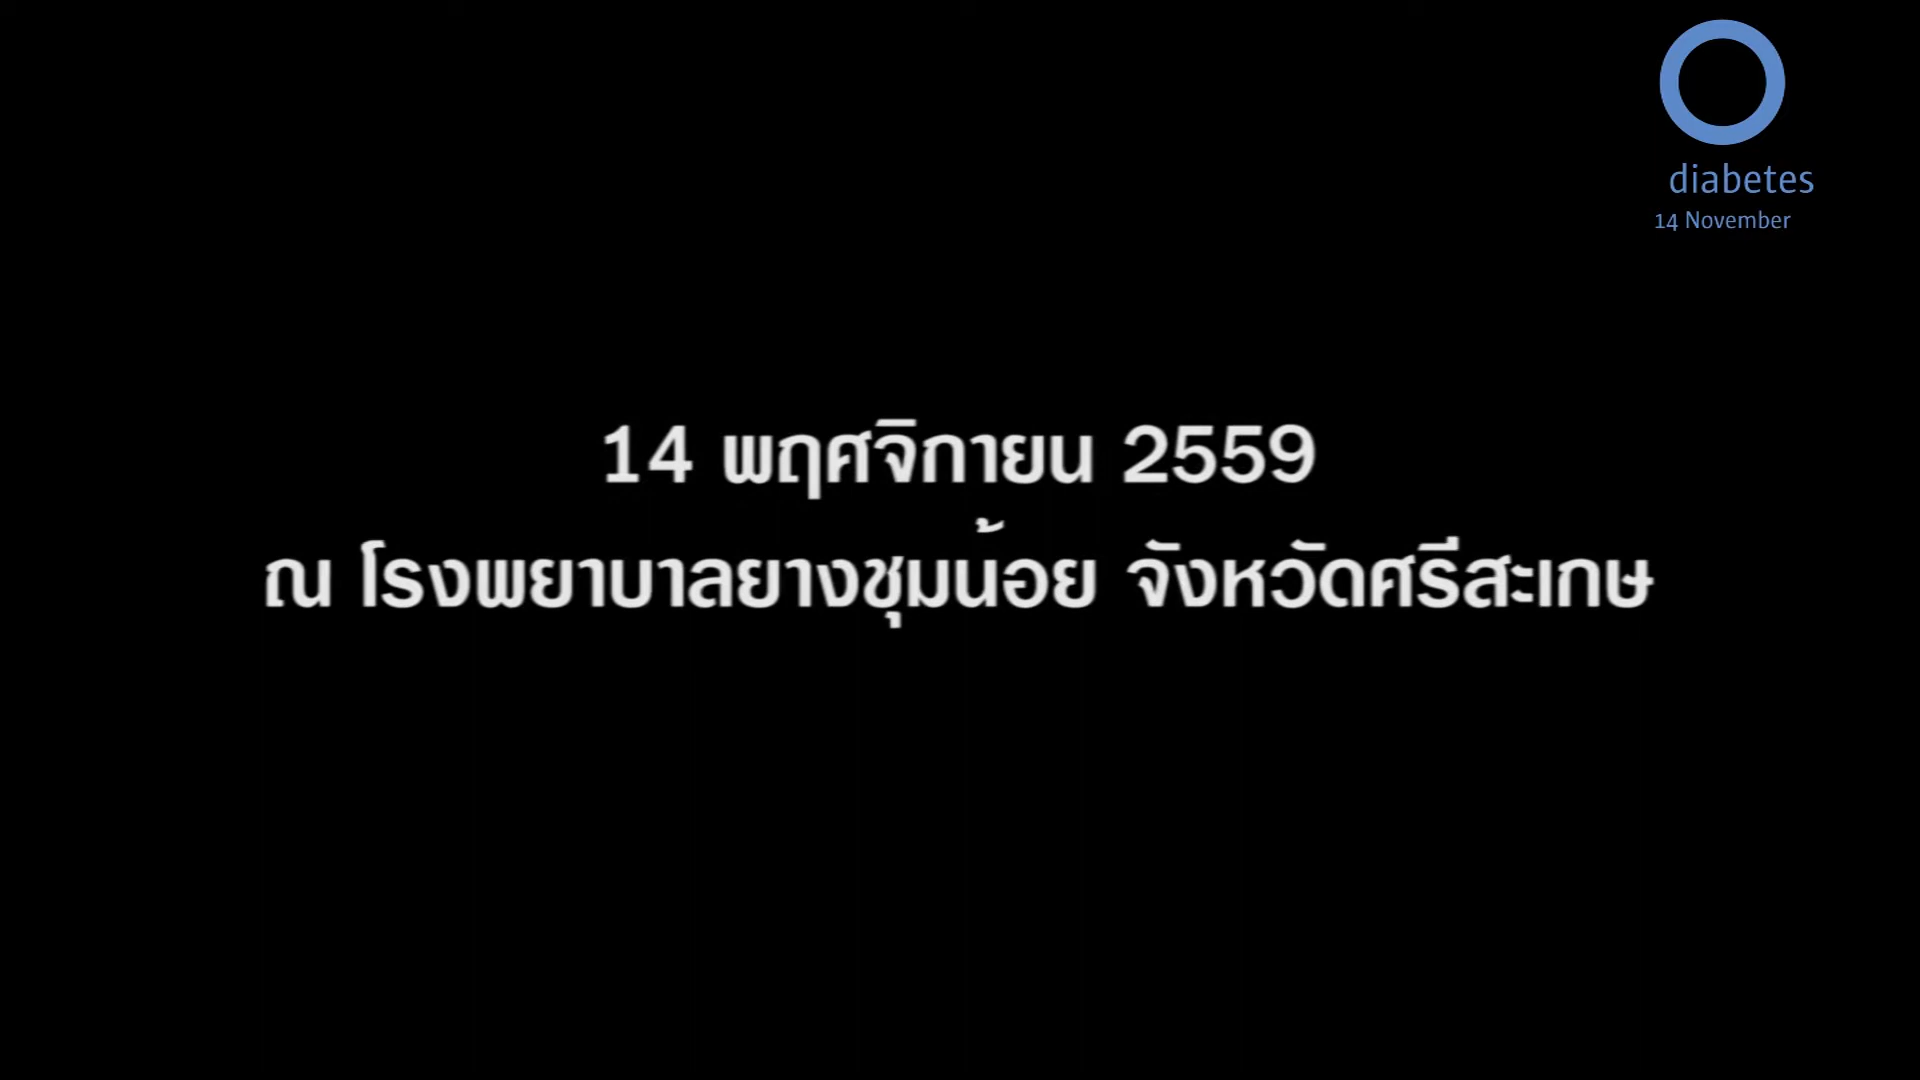 diabetes
14 November
14 พฤศจิกายน 2559
ณ โรงพยาบาลยางชุมน้อย จังหวัดศรีสะเกษ